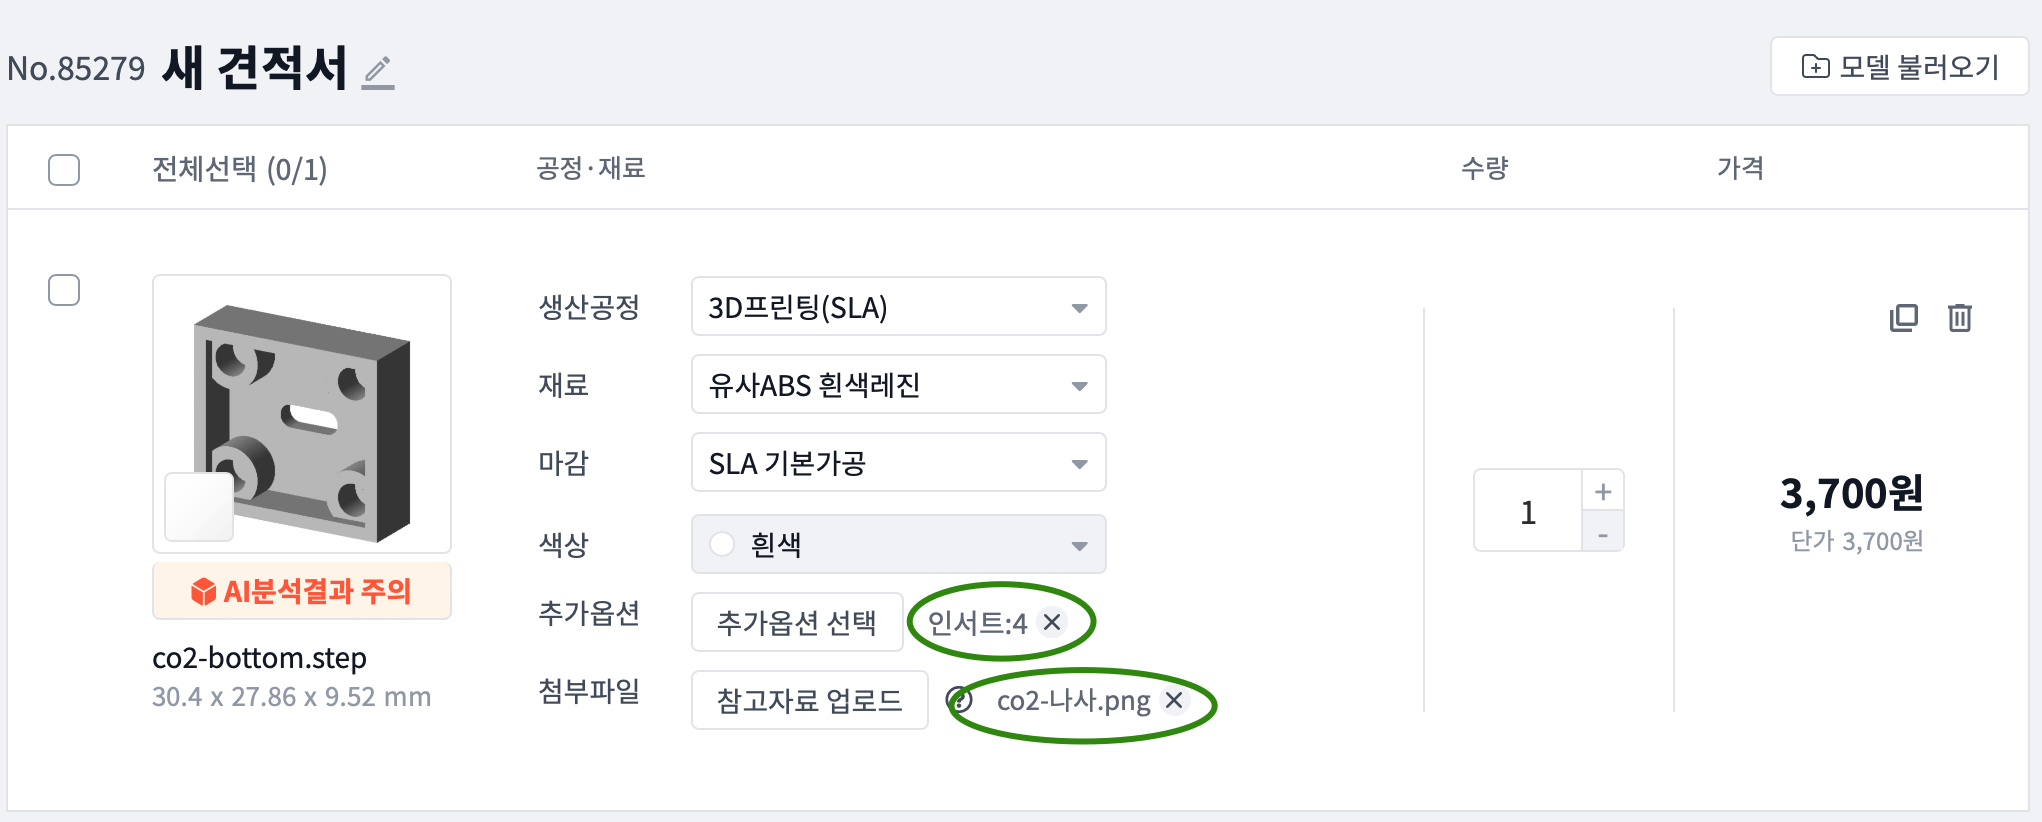 No.85279 새 견적서
모델 불러오기
전체선택 (0/1) 공정·재료 수량 가격
생산공정 3D프린팅(SLA)
재료 유사ABS 흰색레진
마감 SLA 기본가공
색상 흰색
추가옵션 추가옵션 선택 인서트:4
첨부파일 참고자료 업로드 co2-나사.png
AI분석결과 주의
co2-bottom.step
30.4 x 27.86 x 9.52 mm
1
+
-
3,700원
단가 3,700원